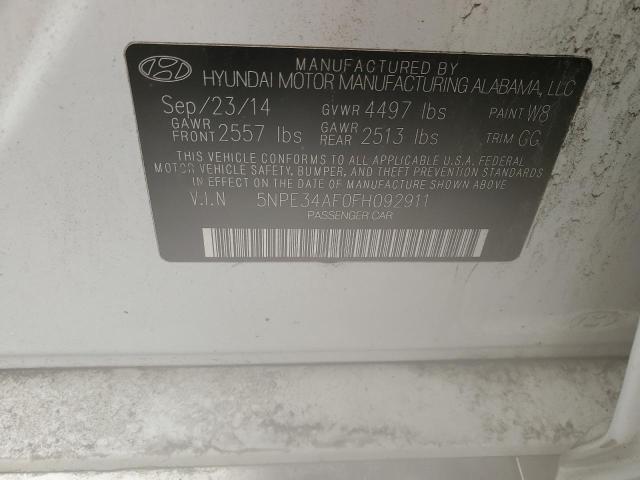 MANUFACTURED BY
HYUNDAI MOTOR MANUFACTURING ALABAMA, LLC
Sep/23/14 GVWR 4497 lbs PAINT W8
GAWR FRONT 2557 lbs GAWR REAR 2513 lbs TRIM GG
THIS VEHICLE CONFORMS TO ALL APPLICABLE U.S.A. FEDERAL
MOTOR VEHICLE SAFETY, BUMPER, AND THEFT PREVENTION STANDARDS
IN EFFECT ON THE DATE OF MANUFACTURE SHOWN ABOVE
V.I.N 5NPE34AF0FH092911
PASSENGER CAR